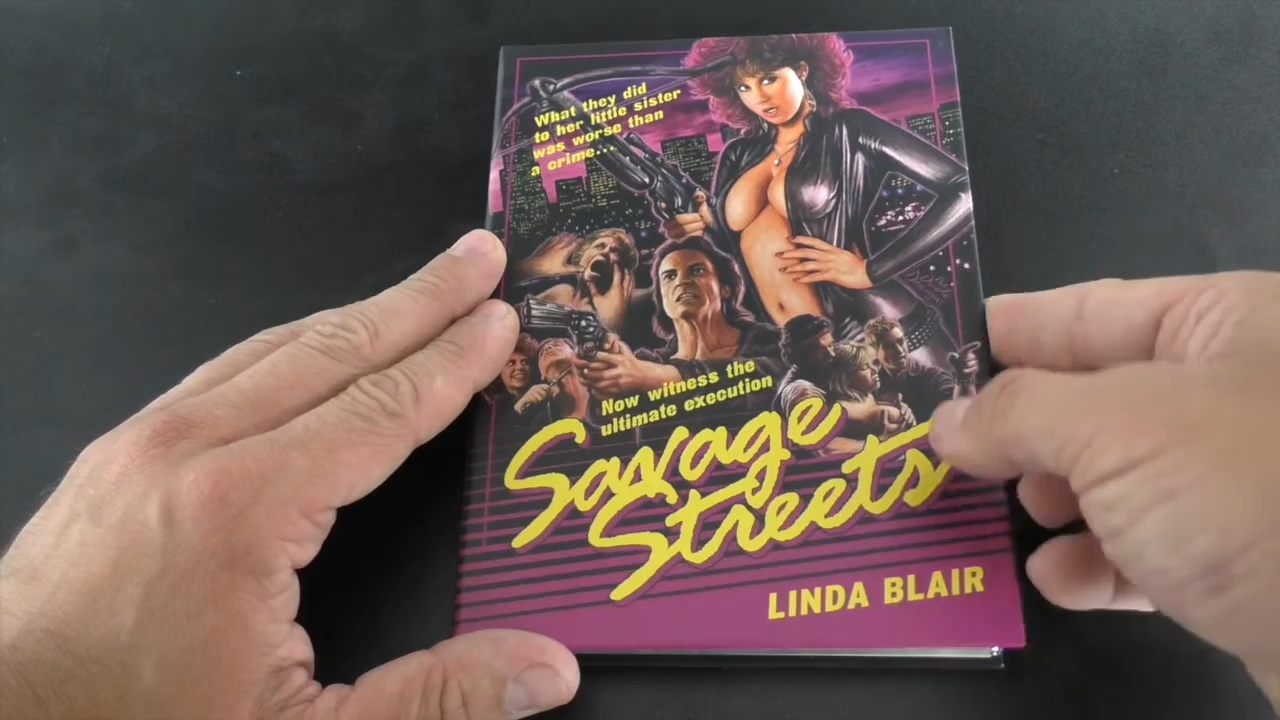 What they did
to her little sister
was worse than
a crime...
Now witness the
ultimate execution
Savage
Streets
LINDA BLAIR